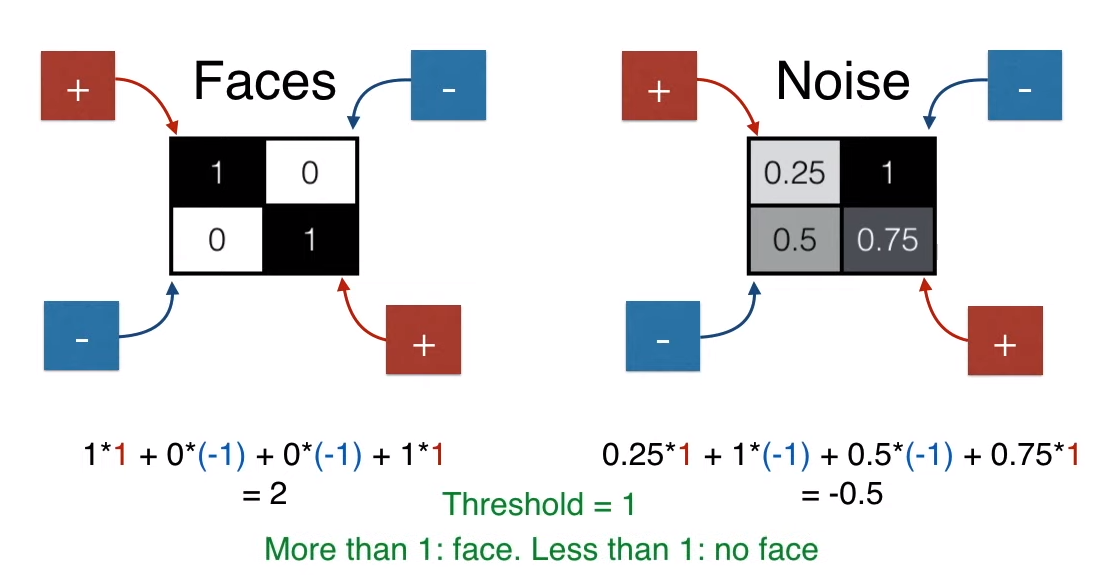 + Faces -
1 0
0 1
- +
1*1 + 0*(-1) + 0*(-1) + 1*1
= 2
+ Noise -
0.25 1
0.5 0.75
- +
0.25*1 + 1*(-1) + 0.5*(-1) + 0.75*1
= -0.5
Threshold = 1
More than 1: face. Less than 1: no face